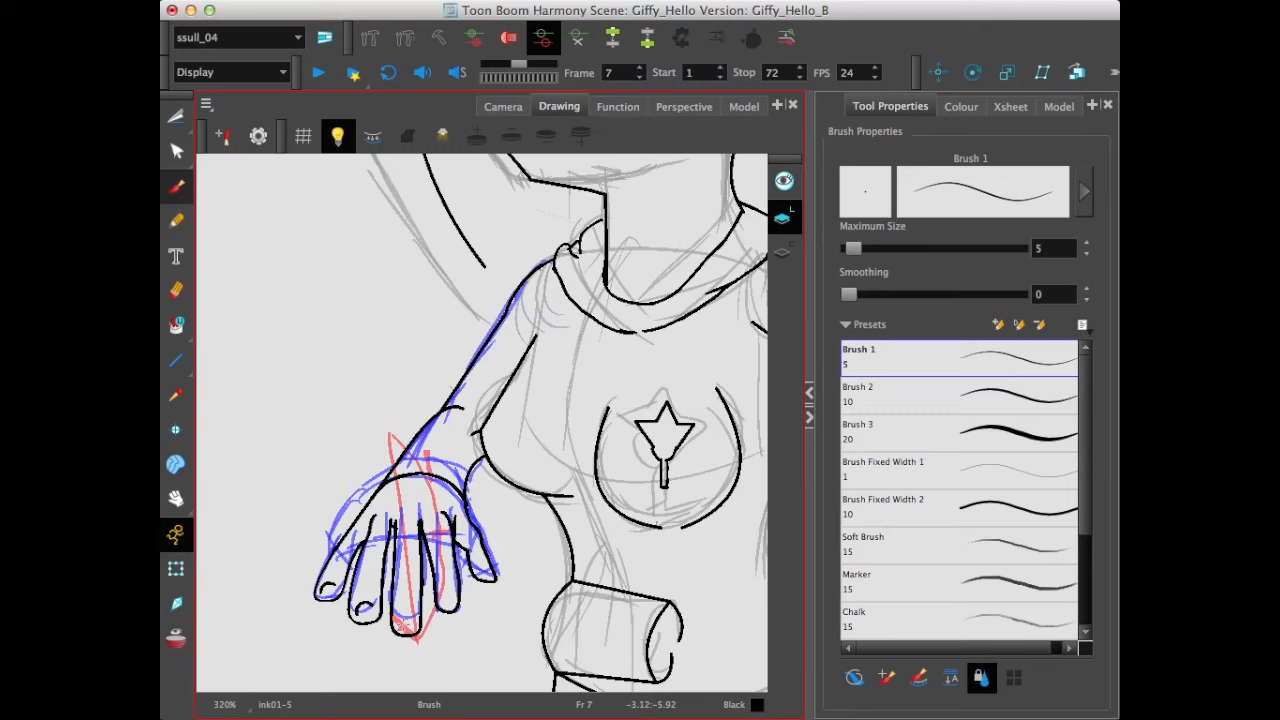 Toon Boom Harmony Scene: Giffy_Hello Version: Giffy_Hello_B
ssull_04
Display
Frame 7 Start 1 Stop 72 FPS 24
Camera Drawing Function Perspective Model
Tool Properties Colour Xsheet Model
Brush Properties
Brush 1
Maximum Size
5
Smoothing
0
Presets
Brush 1
5
Brush 2
10
Brush 3
20
Brush Fixed Width 1
1
Brush Fixed Width 2
10
Soft Brush
15
Marker
15
Chalk
15
320% ink01-5 Brush Fr 7 -3.12:-5.92 Black